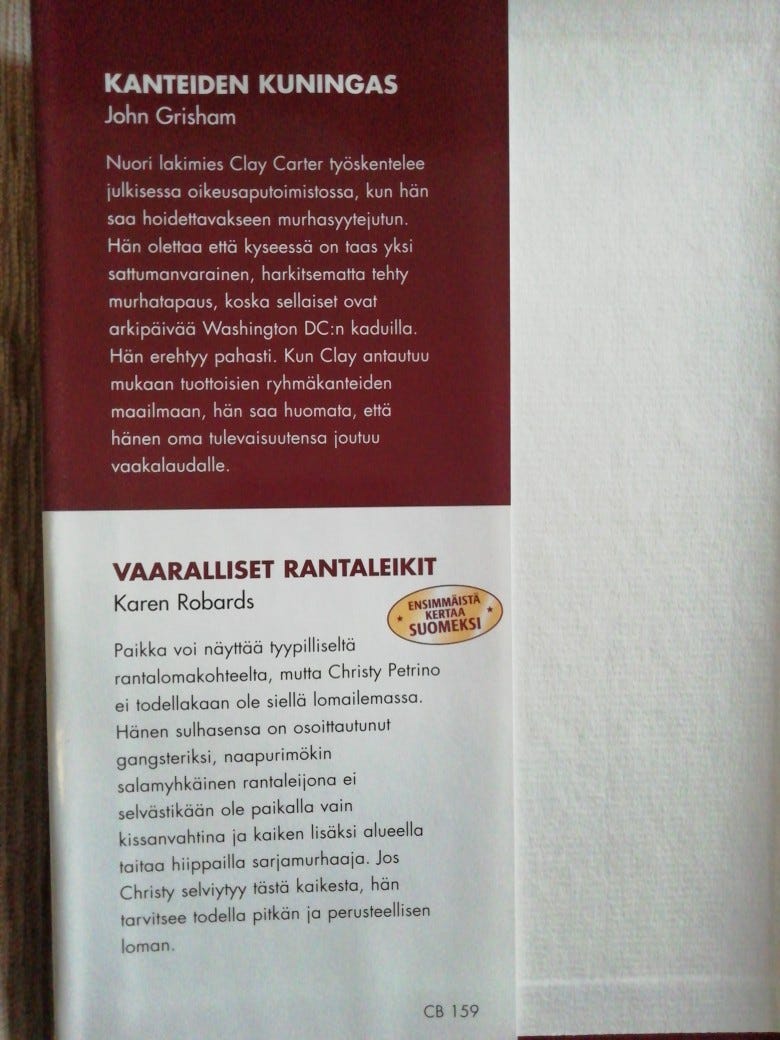 KANTEIDEN KUNINGAS
John Grisham
Nuori lakimies Clay Carter työskentelee
julkisessa oikeusaputoimistossa, kun hän
saa hoidettavakseen murhasyytejutun.
Hän olettaa että kyseessä on taas yksi
sattumanvarainen, harkitsematta tehty
murhatapaus, koska sellaiset ovat
arkipäivää Washington DC:n kaduilla.
Hän erehtyy pahasti. Kun Clay antautuu
mukaan tuottoisien ryhmäkanteiden
maailmaan, hän saa huomata, että
hänen oma tulevaisuutensa joutuu
vaakalaudalle.
VAARALLISET RANTALEIKIT
Karen Robards
ENSIMMÄISTÄ
KERTAA
SUOMEKSI
Paikka voi näyttää tyypilliseltä
rantalomakohteelta, mutta Christy Petrino
ei todellakaan ole siellä lomailemassa.
Hänen sulhasensa on osoittautunut
gangsteriksi, naapurimökin
salamyhkäinen rantaleijona ei
selvästikään ole paikalla vain
kissanvahtina ja kaiken lisäksi alueella
taitaa hiippailla sarjamurhaaja. Jos
Christy selviytyy tästä kaikesta, hän
tarvitsee todella pitkän ja perusteellisen
loman.
CB 159